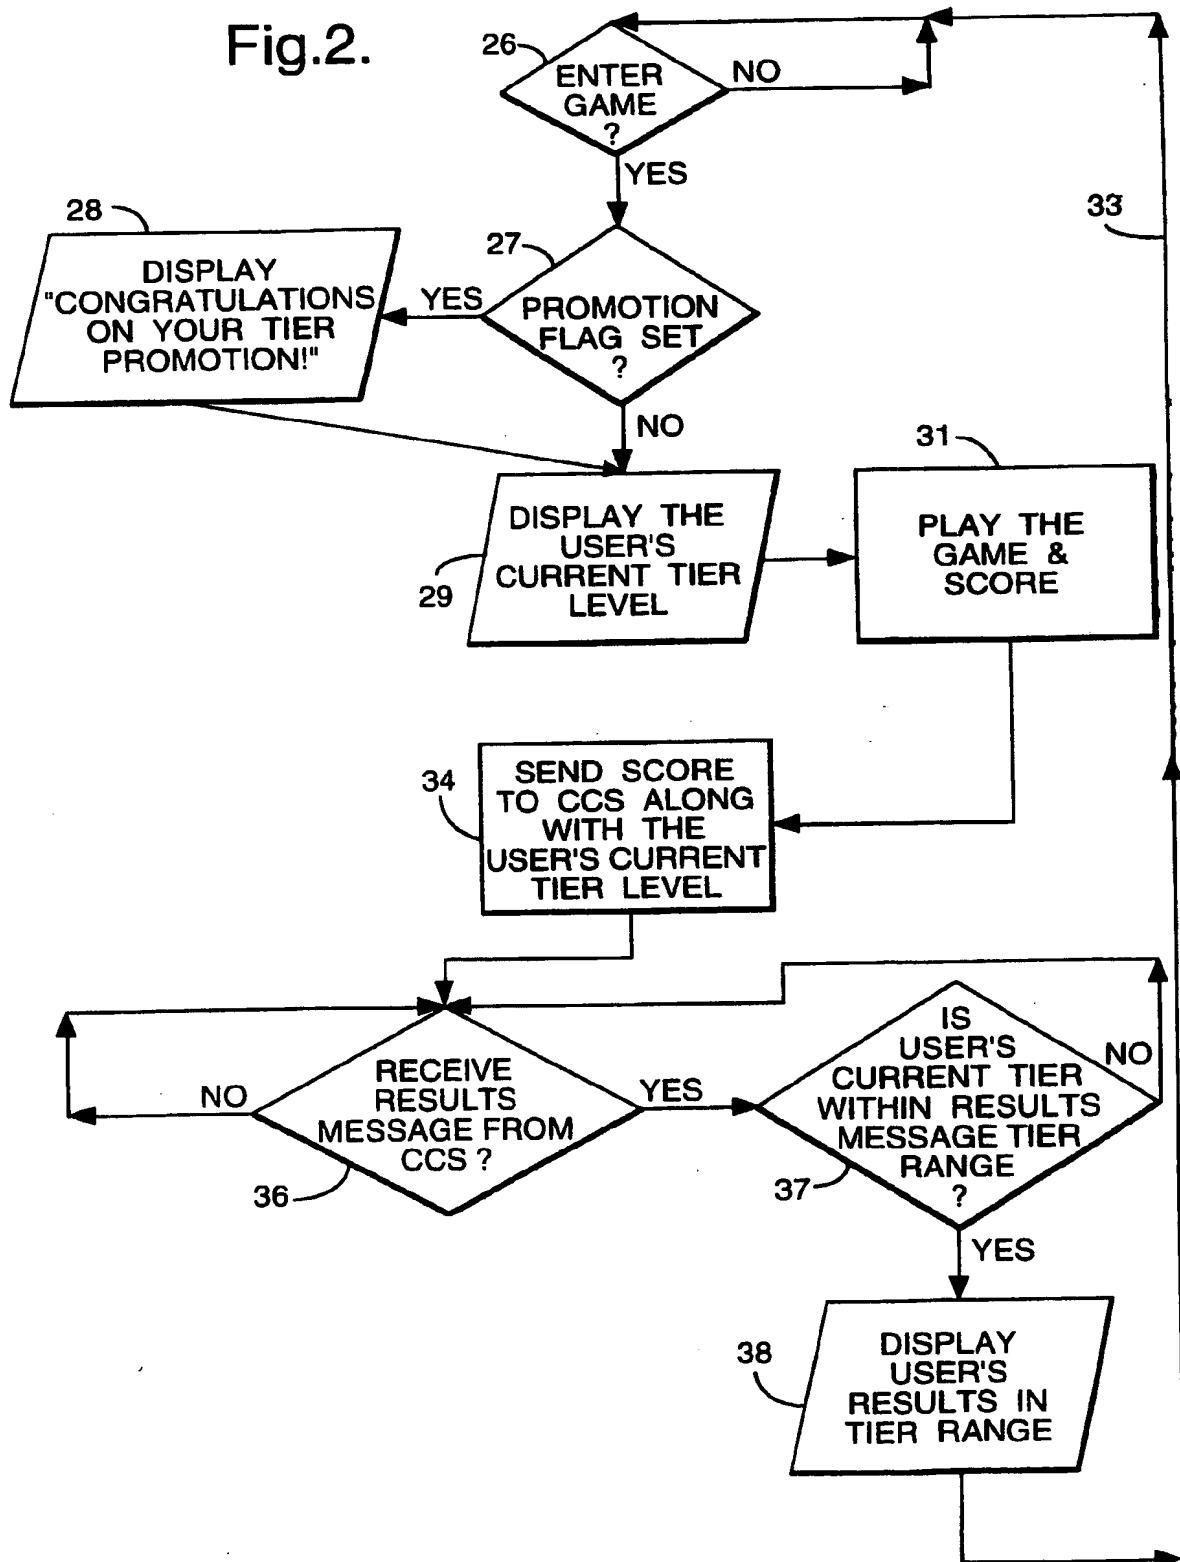 Fig.2.
26
ENTER
GAME
?
NO
YES
33
28
DISPLAY
"CONGRATULATIONS
ON YOUR TIER
PROMOTION!"
YES
27
PROMOTION
FLAG SET
?
NO
29
DISPLAY THE
USER'S
CURRENT TIER
LEVEL
31
PLAY THE
GAME &
SCORE
34
SEND SCORE
TO CCS ALONG
WITH THE
USER'S CURRENT
TIER LEVEL
NO
RECEIVE
RESULTS
MESSAGE FROM
CCS ?
36
YES
IS
USER'S
CURRENT TIER
WITHIN RESULTS
MESSAGE TIER
RANGE
?
37
NO
YES
38
DISPLAY
USER'S
RESULTS IN
TIER RANGE